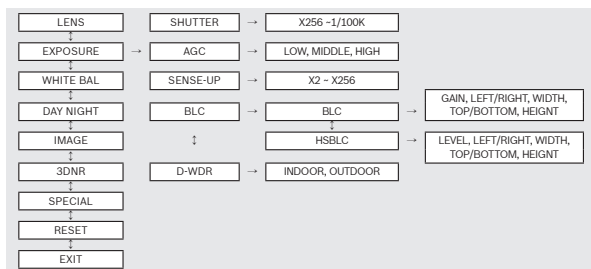 LENS SHUTTER → X256 ~1/100K
↕
EXPOSURE → AGC → LOW, MIDDLE, HIGH
↕
WHITE BAL SENSE-UP → X2 ~ X256
↕
DAY NIGHT BLC → BLC → GAIN, LEFT/RIGHT, WIDTH,
TOP/BOTTOM, HEIGNT
↕ ↕
IMAGE ↕ HSBLC → LEVEL, LEFT/RIGHT, WIDTH,
TOP/BOTTOM, HEIGNT
↕
3DNR D-WDR → INDOOR, OUTDOOR
↕
SPECIAL
↕
RESET
↕
EXIT